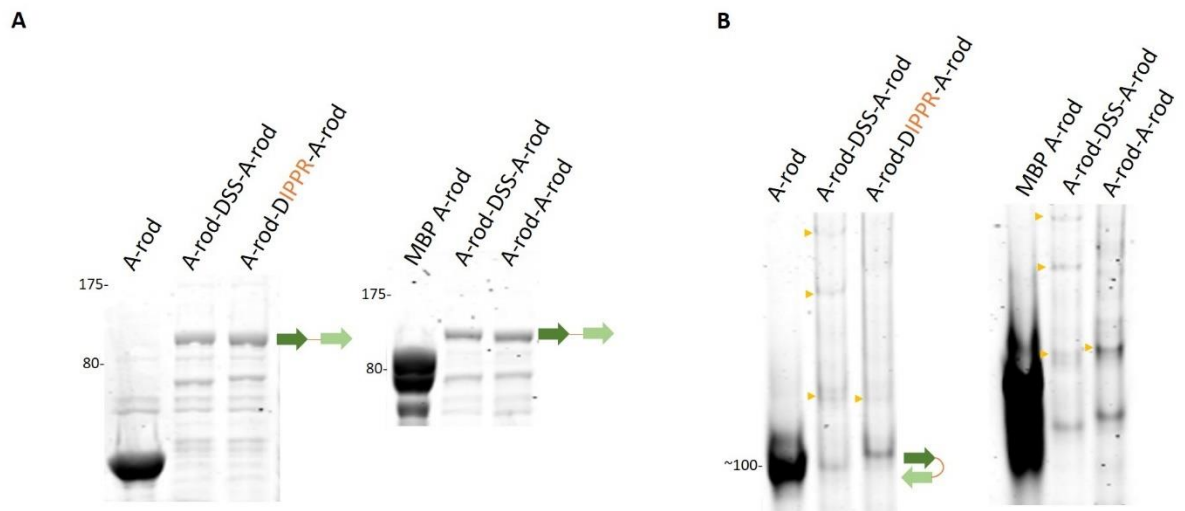 A
B
A-rod
A-rod-DSS-A-rod
A-rod-DIPPR-A-rod
175-
80-
MBP A-rod
A-rod-DSS-A-rod
A-rod-A-rod
175-
80-
A-rod
A-rod-DSS-A-rod
A-rod-DIPPR-A-rod
~100-
MBP A-rod
A-rod-DSS-A-rod
A-rod-A-rod